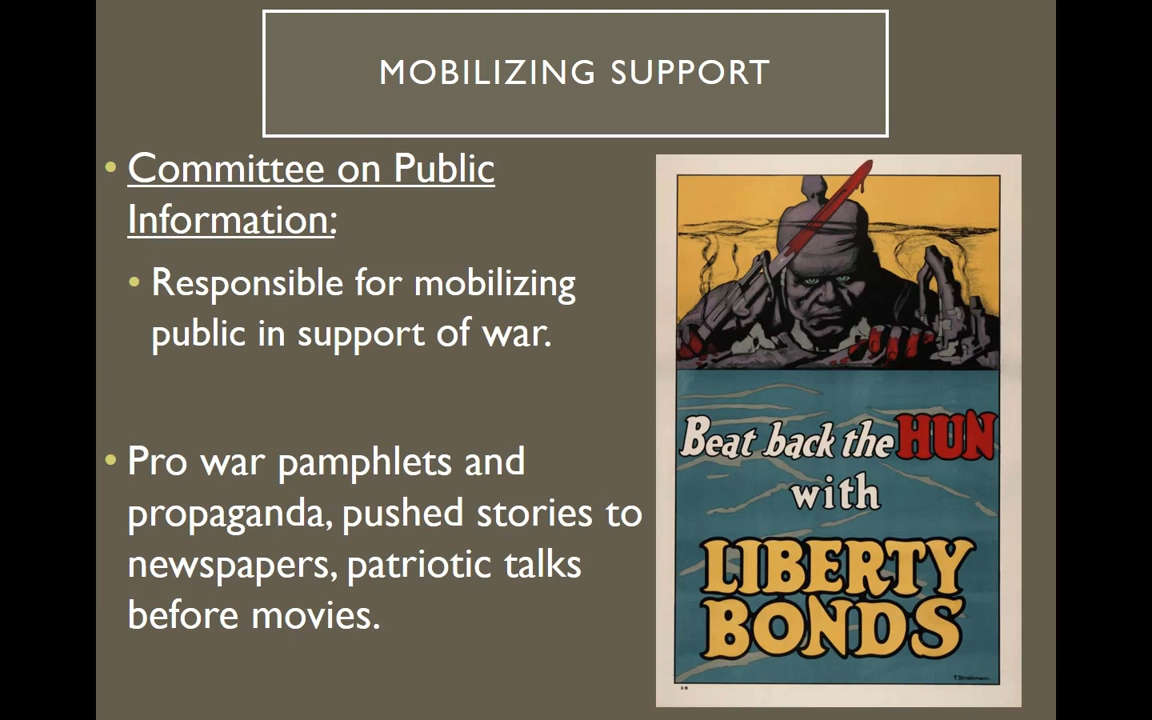 MOBILIZING SUPPORT
• Committee on Public
Information:
• Responsible for mobilizing
public in support of war.
• Pro war pamphlets and
propaganda, pushed stories to
newspapers, patriotic talks
before movies.
Beat back the HUN
with
LIBERTY
BONDS